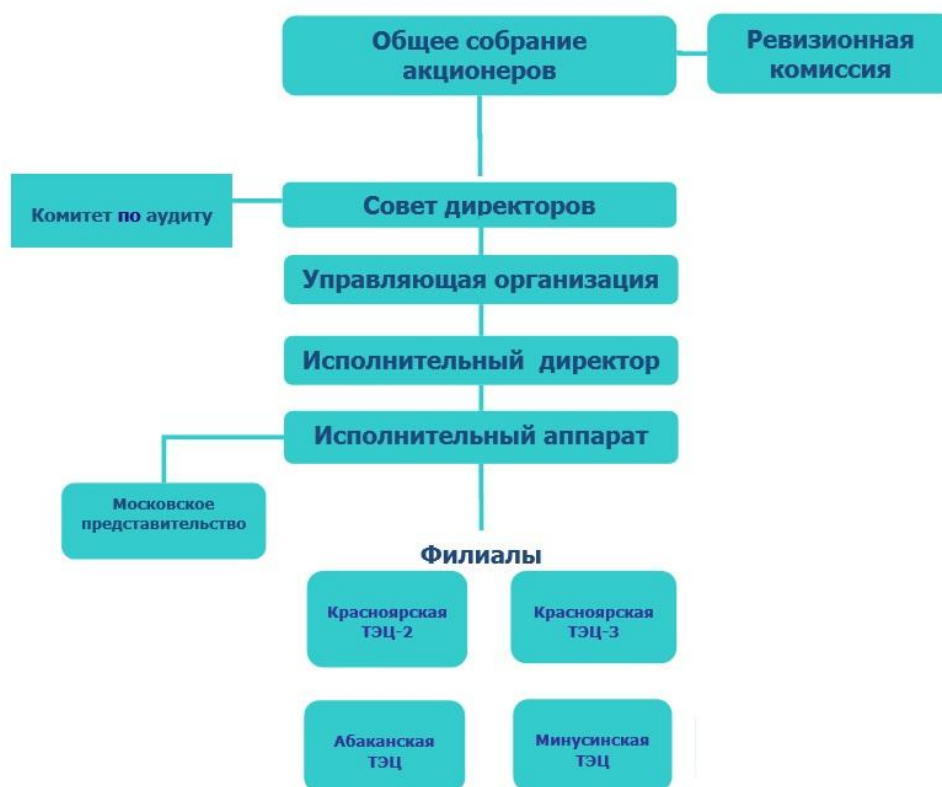 Общее собрание
акционеров
Ревизионная
комиссия
Комитет по аудиту
Совет директоров
Управляющая организация
Исполнительный директор
Исполнительный аппарат
Московское
представительство
Филиалы
Красноярская
ТЭЦ-2
Красноярская
ТЭЦ-3
Абаканская
ТЭЦ
Минусинская
ТЭЦ